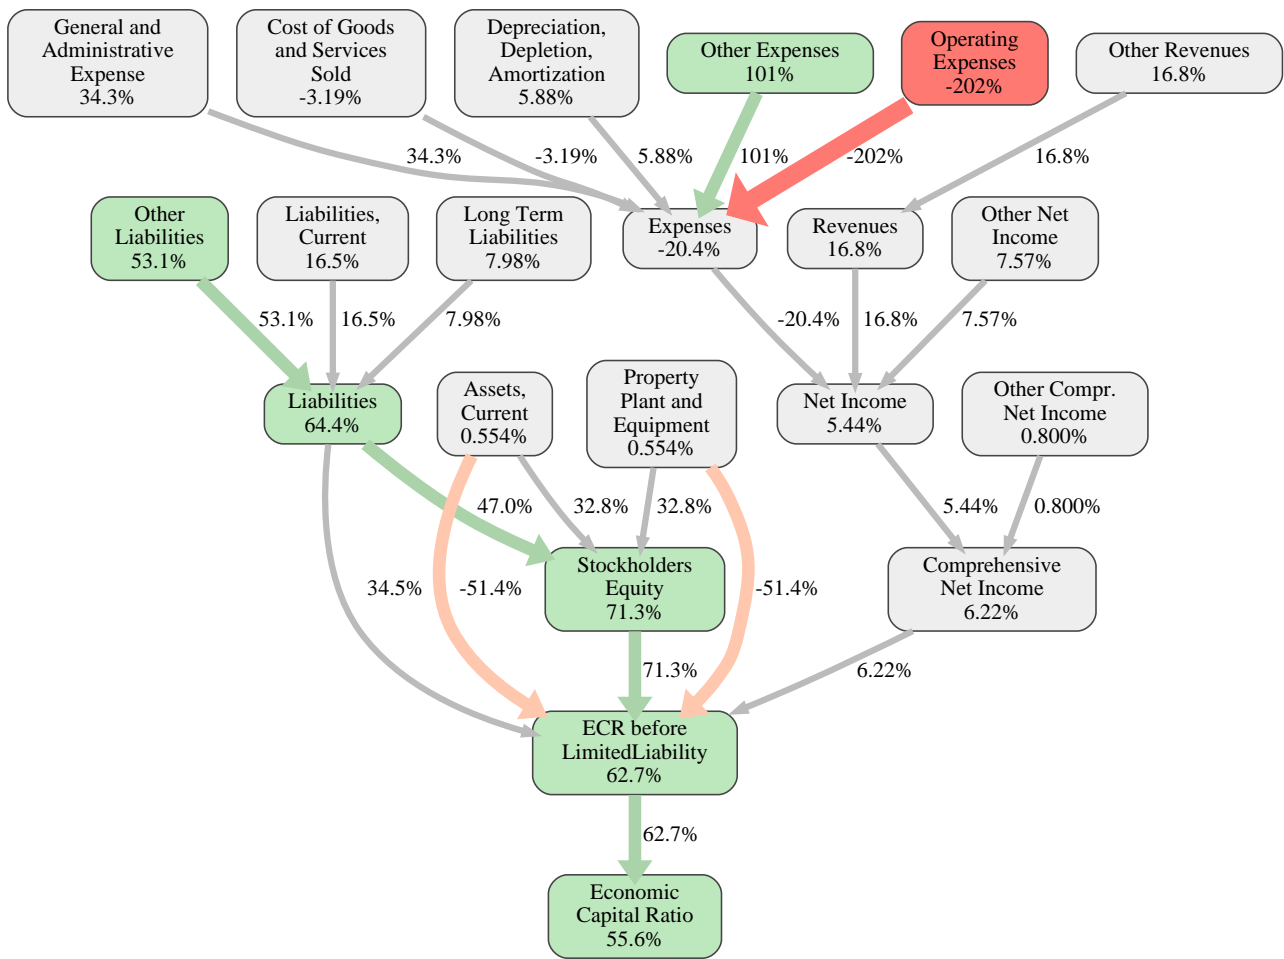 General and
Administrative
Expense
34.3%
Cost of Goods
and Services
Sold
-3.19%
Depreciation,
Depletion,
Amortization
5.88%
Other Expenses
101%
Operating
Expenses
-202%
Other Revenues
16.8%
34.3%
-3.19%
5.88%
101%
-202%
16.8%
Other
Liabilities
53.1%
Liabilities,
Current
16.5%
Long Term
Liabilities
7.98%
Expenses
-20.4%
Revenues
16.8%
Other Net
Income
7.57%
53.1%
16.5%
7.98%
-20.4%
16.8%
7.57%
Liabilities
64.4%
Assets,
Current
0.554%
Property
Plant and
Equipment
0.554%
Net Income
5.44%
Other Compr.
Net Income
0.800%
47.0%
32.8%
32.8%
5.44%
0.800%
34.5%
-51.4%
Stockholders
Equity
71.3%
-51.4%
Comprehensive
Net Income
6.22%
71.3%
6.22%
ECR before
LimitedLiability
62.7%
62.7%
Economic
Capital Ratio
55.6%